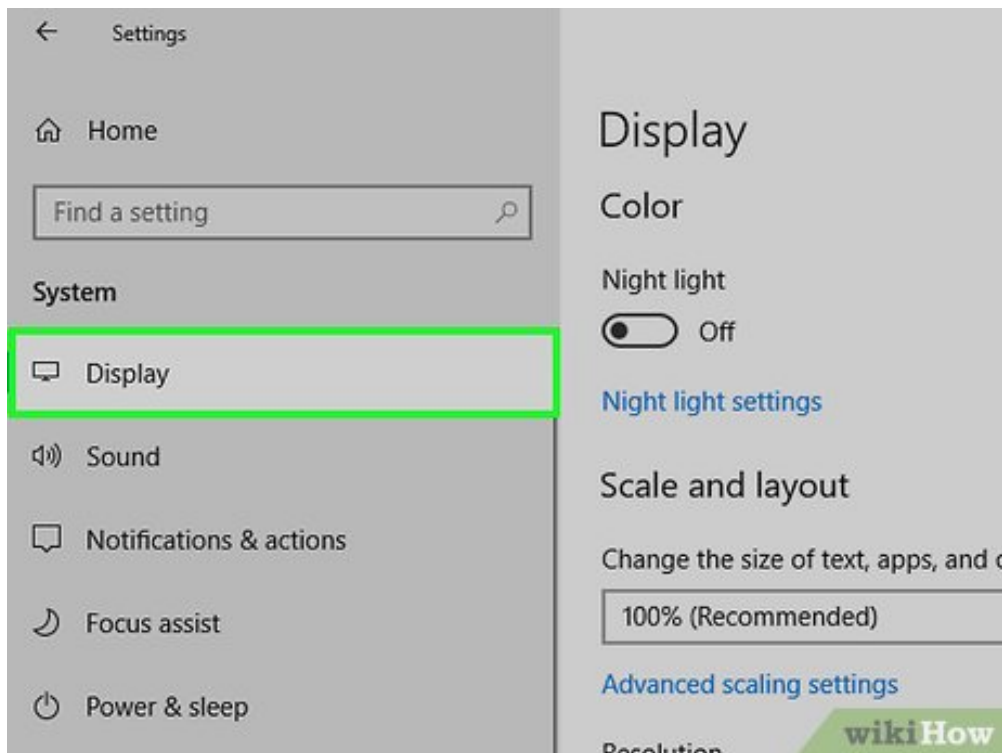 Settings
Home
Find a setting
System
Display
Sound
Notifications & actions
Focus assist
Power & sleep
Display
Color
Night light
Off
Night light settings
Scale and layout
Change the size of text, apps, and
100% (Recommended)
Advanced scaling settings
Resolution
wikiHow